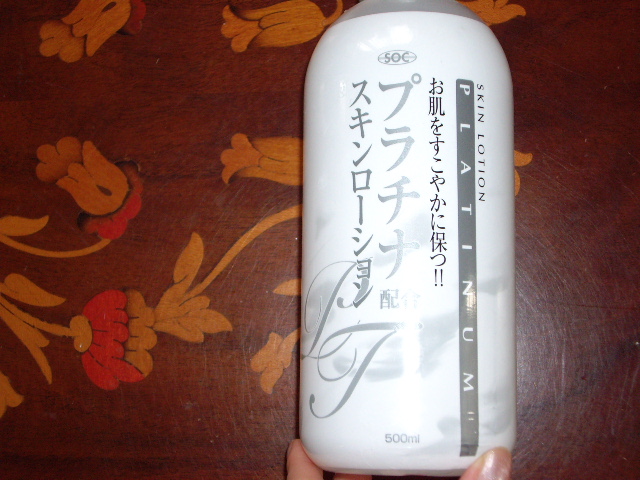 SOC
SKIN LOTION
PLATINUM
お肌をすこやかに保つ!!
プラチナ配合
スキンローション
PT
500ml